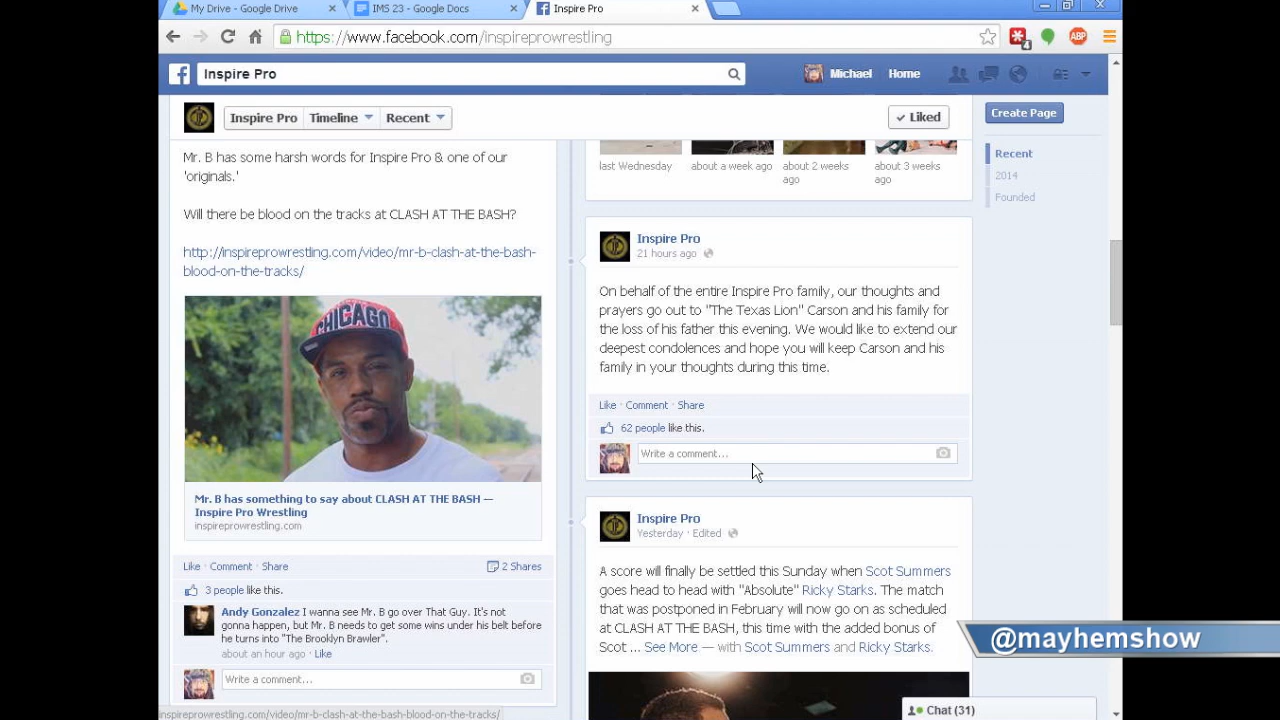 My Drive - Google Drive
IMS 23 - Google Docs
Inspire Pro
https://www.facebook.com/inspireprowrestling
4
ABP
Inspire Pro
Michael
Home
Inspire Pro
Timeline
Recent
Liked
Create Page
Recent
2014
Founded
Mr. B has some harsh words for Inspire Pro & one of our
'originals.'
Will there be blood on the tracks at CLASH AT THE BASH?
http://inspireprowrestling.com/video/mr-b-clash-at-the-bash-
blood-on-the-tracks/
CHICAGO
Mr. B has something to say about CLASH AT THE BASH —
Inspire Pro Wrestling
inspireprowrestling.com
Like · Comment · Share
2 Shares
3 people like this.
Andy Gonzalez I wanna see Mr. B go over That Guy. It's not
gonna happen, but Mr. B needs to get some wins under his belt before
he turns into "The Brooklyn Brawler".
about an hour ago · Like
Write a comment...
last Wednesday
about a week ago
about 2 weeks
ago
about 3 weeks
ago
Inspire Pro
21 hours ago
On behalf of the entire Inspire Pro family, our thoughts and
prayers go out to "The Texas Lion" Carson and his family for
the loss of his father this evening. We would like to extend our
deepest condolences and hope you will keep Carson and his
family in your thoughts during this time.
Like · Comment · Share
62 people like this.
Write a comment...
Inspire Pro
Yesterday · Edited
A score will finally be settled this Sunday when Scot Summers
goes head to head with "Absolute" Ricky Starks. The match
that was postponed in February will now go on as scheduled
at CLASH AT THE BASH, this time with the added bonus of
Scot ... See More — with Scot Summers and Ricky Starks.
@mayhemshow
Chat (31)
inspireprowrestling.com/video/mr-b-clash-at-the-bash-blood-on-the-tracks/